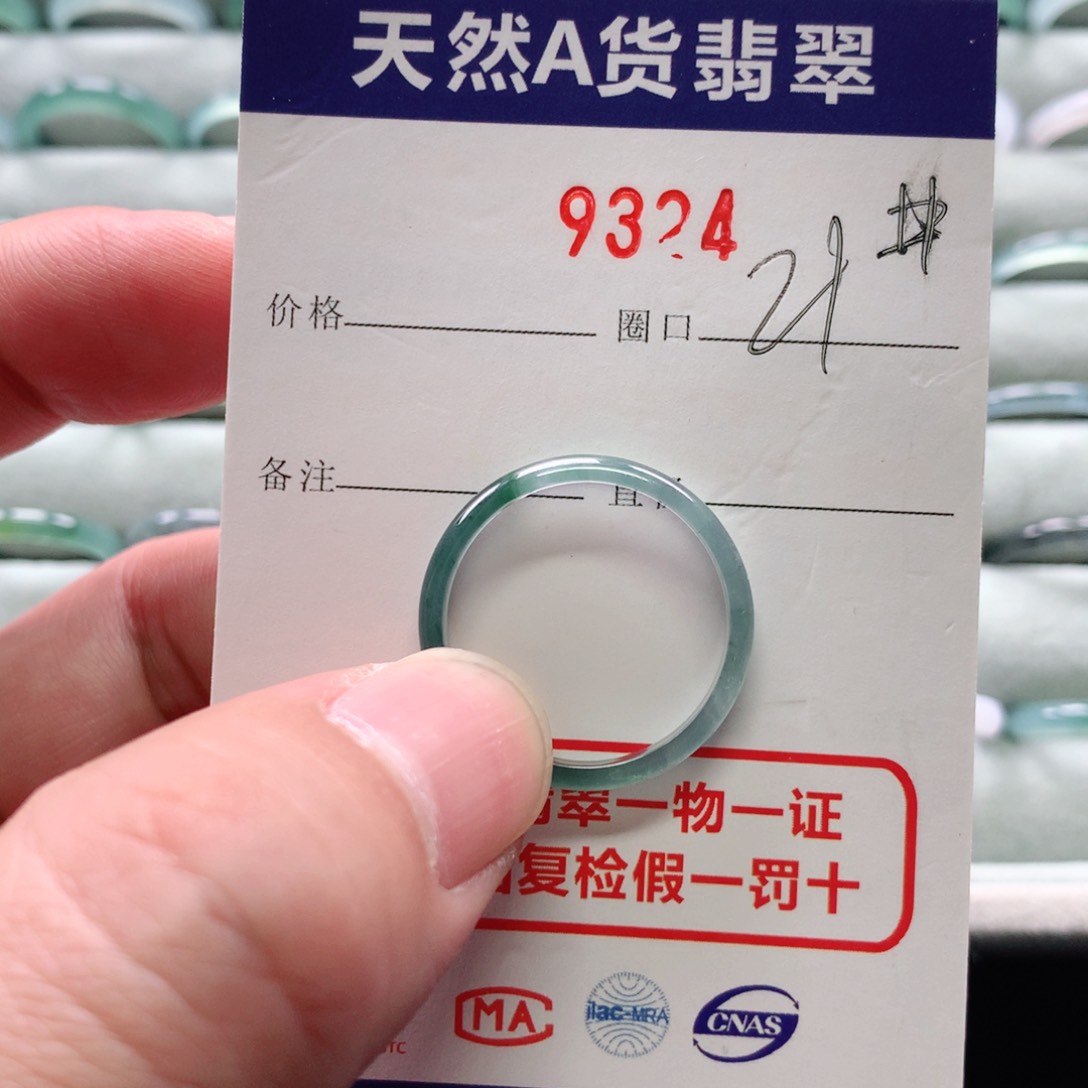 天然A货翡翠
9324
价格 圈口 21#
备注
翠一物一证
复检假一罚十
MA ilac-MRA CNAS